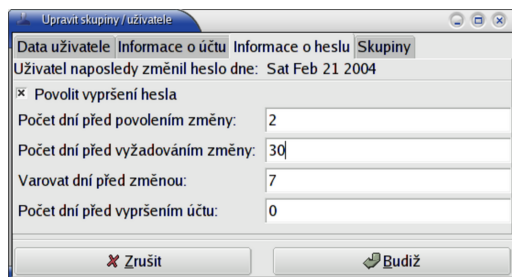 Upravit skupiny / uživatele
Data uživatele Informace o účtu Informace o heslu Skupiny
Uživatel naposledy změnil heslo dne: Sat Feb 21 2004
Povolit vypršení hesla
Počet dní před povolením změny: 2
Počet dní před vyžadováním změny: 30
Varovat dní před změnou: 7
Počet dní před vypršením účtu: 0
Zrušit Budiž